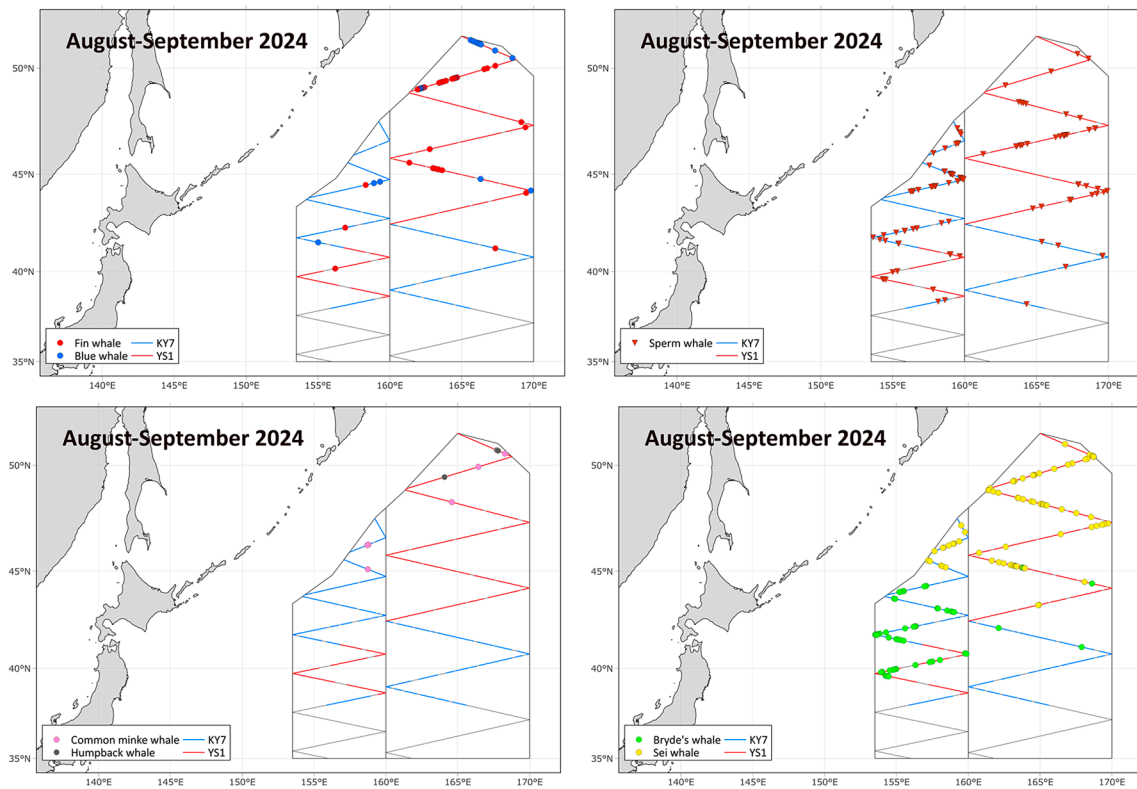 August-September 2024
50°N
45°N
40°N
35°N
Fin whale
KY7
Blue whale
YS1
140°E
145°E
150°E
155°E
160°E
165°E
170°E
August-September 2024
50°N
45°N
40°N
35°N
Sperm whale
KY7
YS1
140°E
145°E
150°E
155°E
160°E
165°E
170°E
August-September 2024
50°N
45°N
40°N
35°N
Common minke whale
KY7
Humpback whale
YS1
140°E
145°E
150°E
155°E
160°E
165°E
170°E
August-September 2024
50°N
45°N
40°N
35°N
Bryde's whale
KY7
Sei whale
YS1
140°E
145°E
150°E
155°E
160°E
165°E
170°E